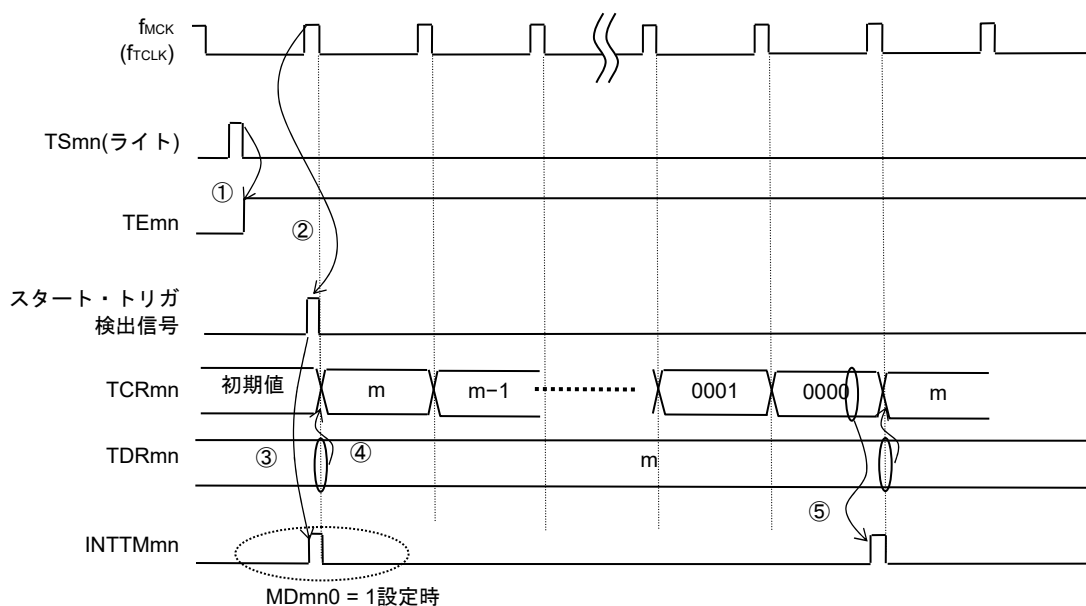 fMCK
(fTCLK)
TSmn(ライト)
①
TEmn
②
スタート・トリガ
検出信号
TCRmn
初期値
m
m−1
0001
0000
m
TDRmn
③
④
m
⑤
INTTMmn
MDmn0 = 1設定時